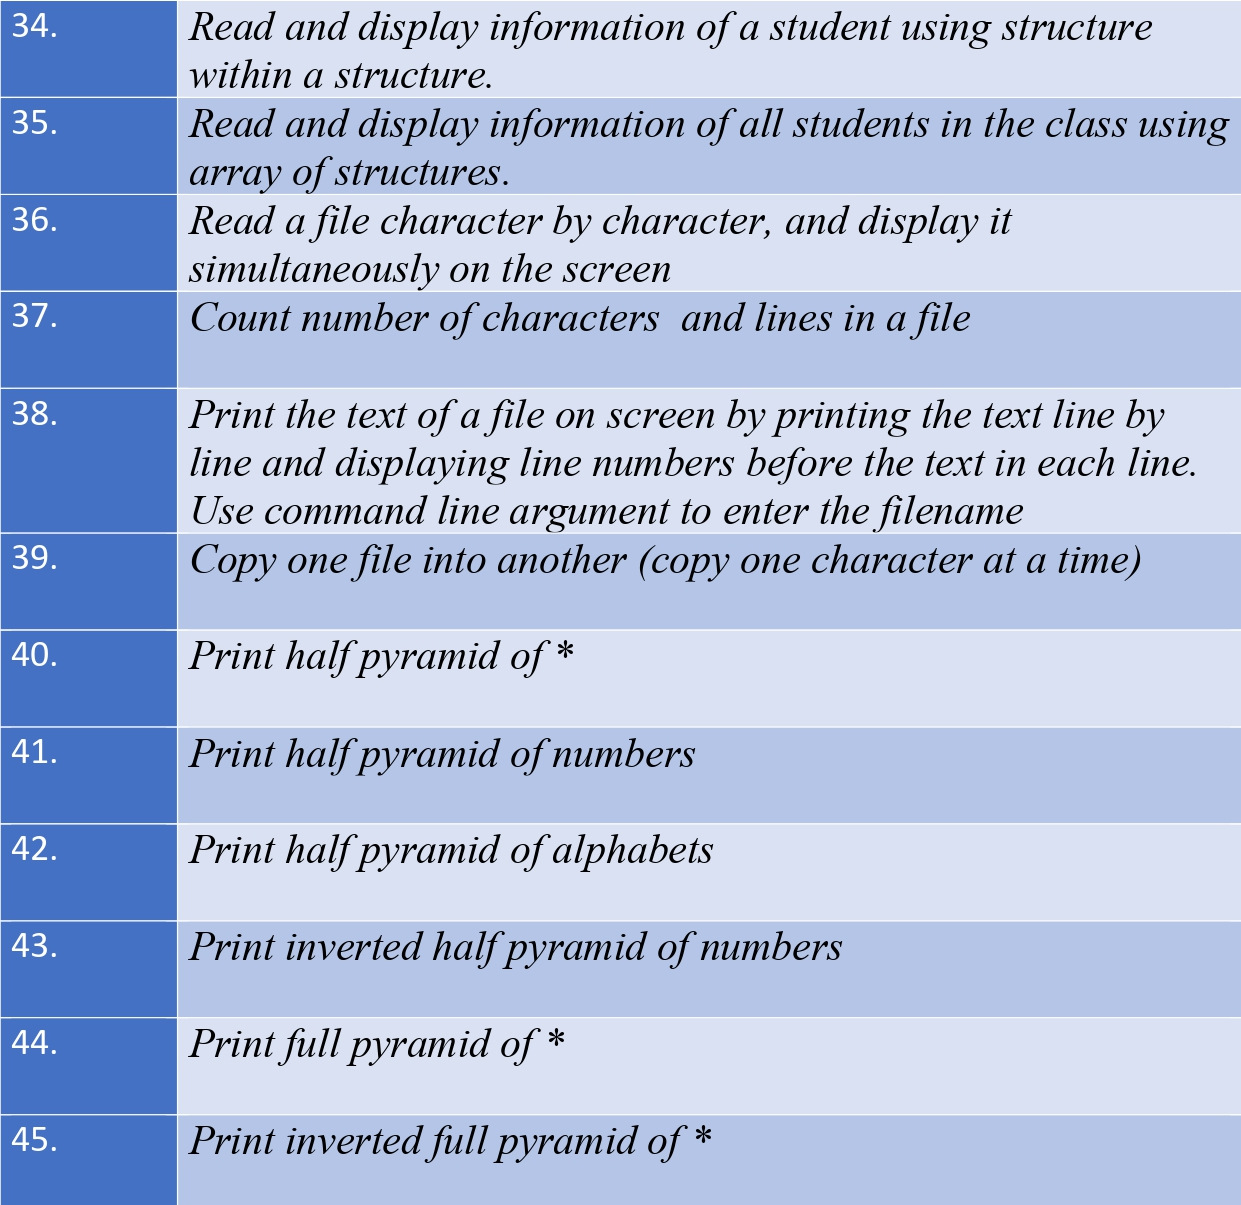 34. Read and display information of a student using structure
within a structure.
35. Read and display information of all students in the class using
array of structures.
36. Read a file character by character, and display it
simultaneously on the screen
37. Count number of characters  and lines in a file
38. Print the text of a file on screen by printing the text line by
line and displaying line numbers before the text in each line.
Use command line argument to enter the filename
39. Copy one file into another (copy one character at a time)
40. Print half pyramid of *
41. Print half pyramid of numbers
42. Print half pyramid of alphabets
43. Print inverted half pyramid of numbers
44. Print full pyramid of *
45. Print inverted full pyramid of *